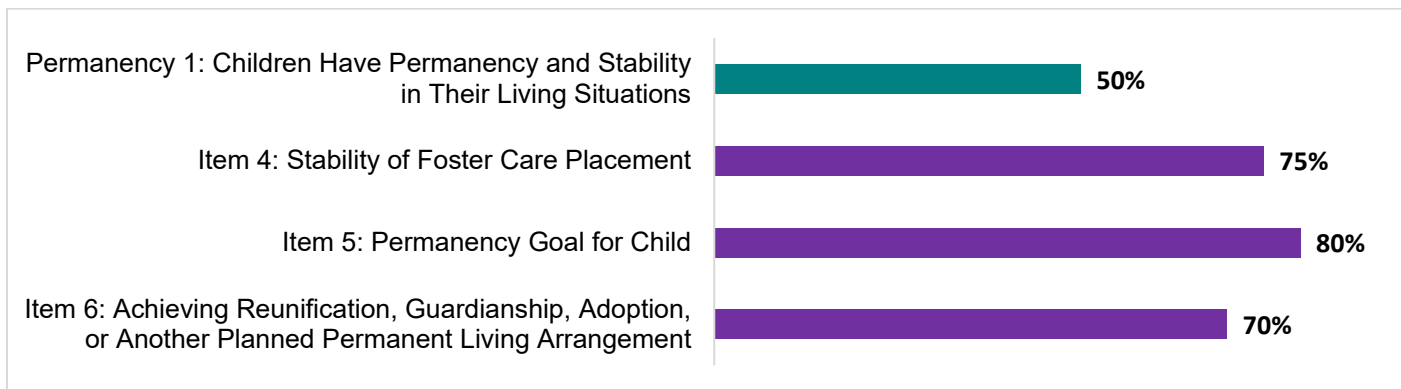 Permanency 1: Children Have Permanency and Stability
in Their Living Situations
50%
Item 4: Stability of Foster Care Placement
75%
Item 5: Permanency Goal for Child
80%
Item 6: Achieving Reunification, Guardianship, Adoption,
or Another Planned Permanent Living Arrangement
70%